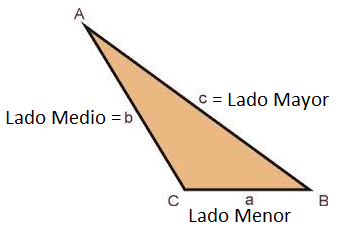 A
c = Lado Mayor
Lado Medio = b
C
a
B
Lado Menor